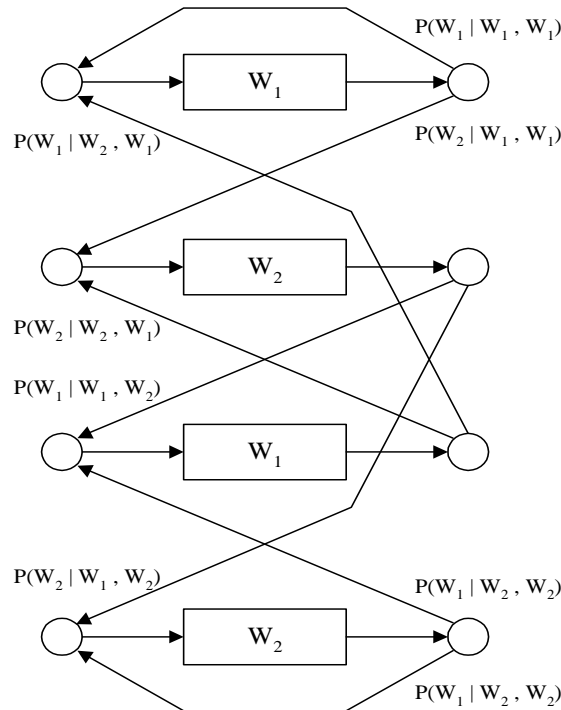 P(W₁ | W₁ , W₁)
W₁
P(W₁ | W₂ , W₁)
P(W₂ | W₁ , W₁)
W₂
P(W₂ | W₂ , W₁)
P(W₁ | W₁ , W₂)
W₁
P(W₂ | W₁ , W₂)
P(W₁ | W₂ , W₂)
W₂
P(W₁ | W₂ , W₂)